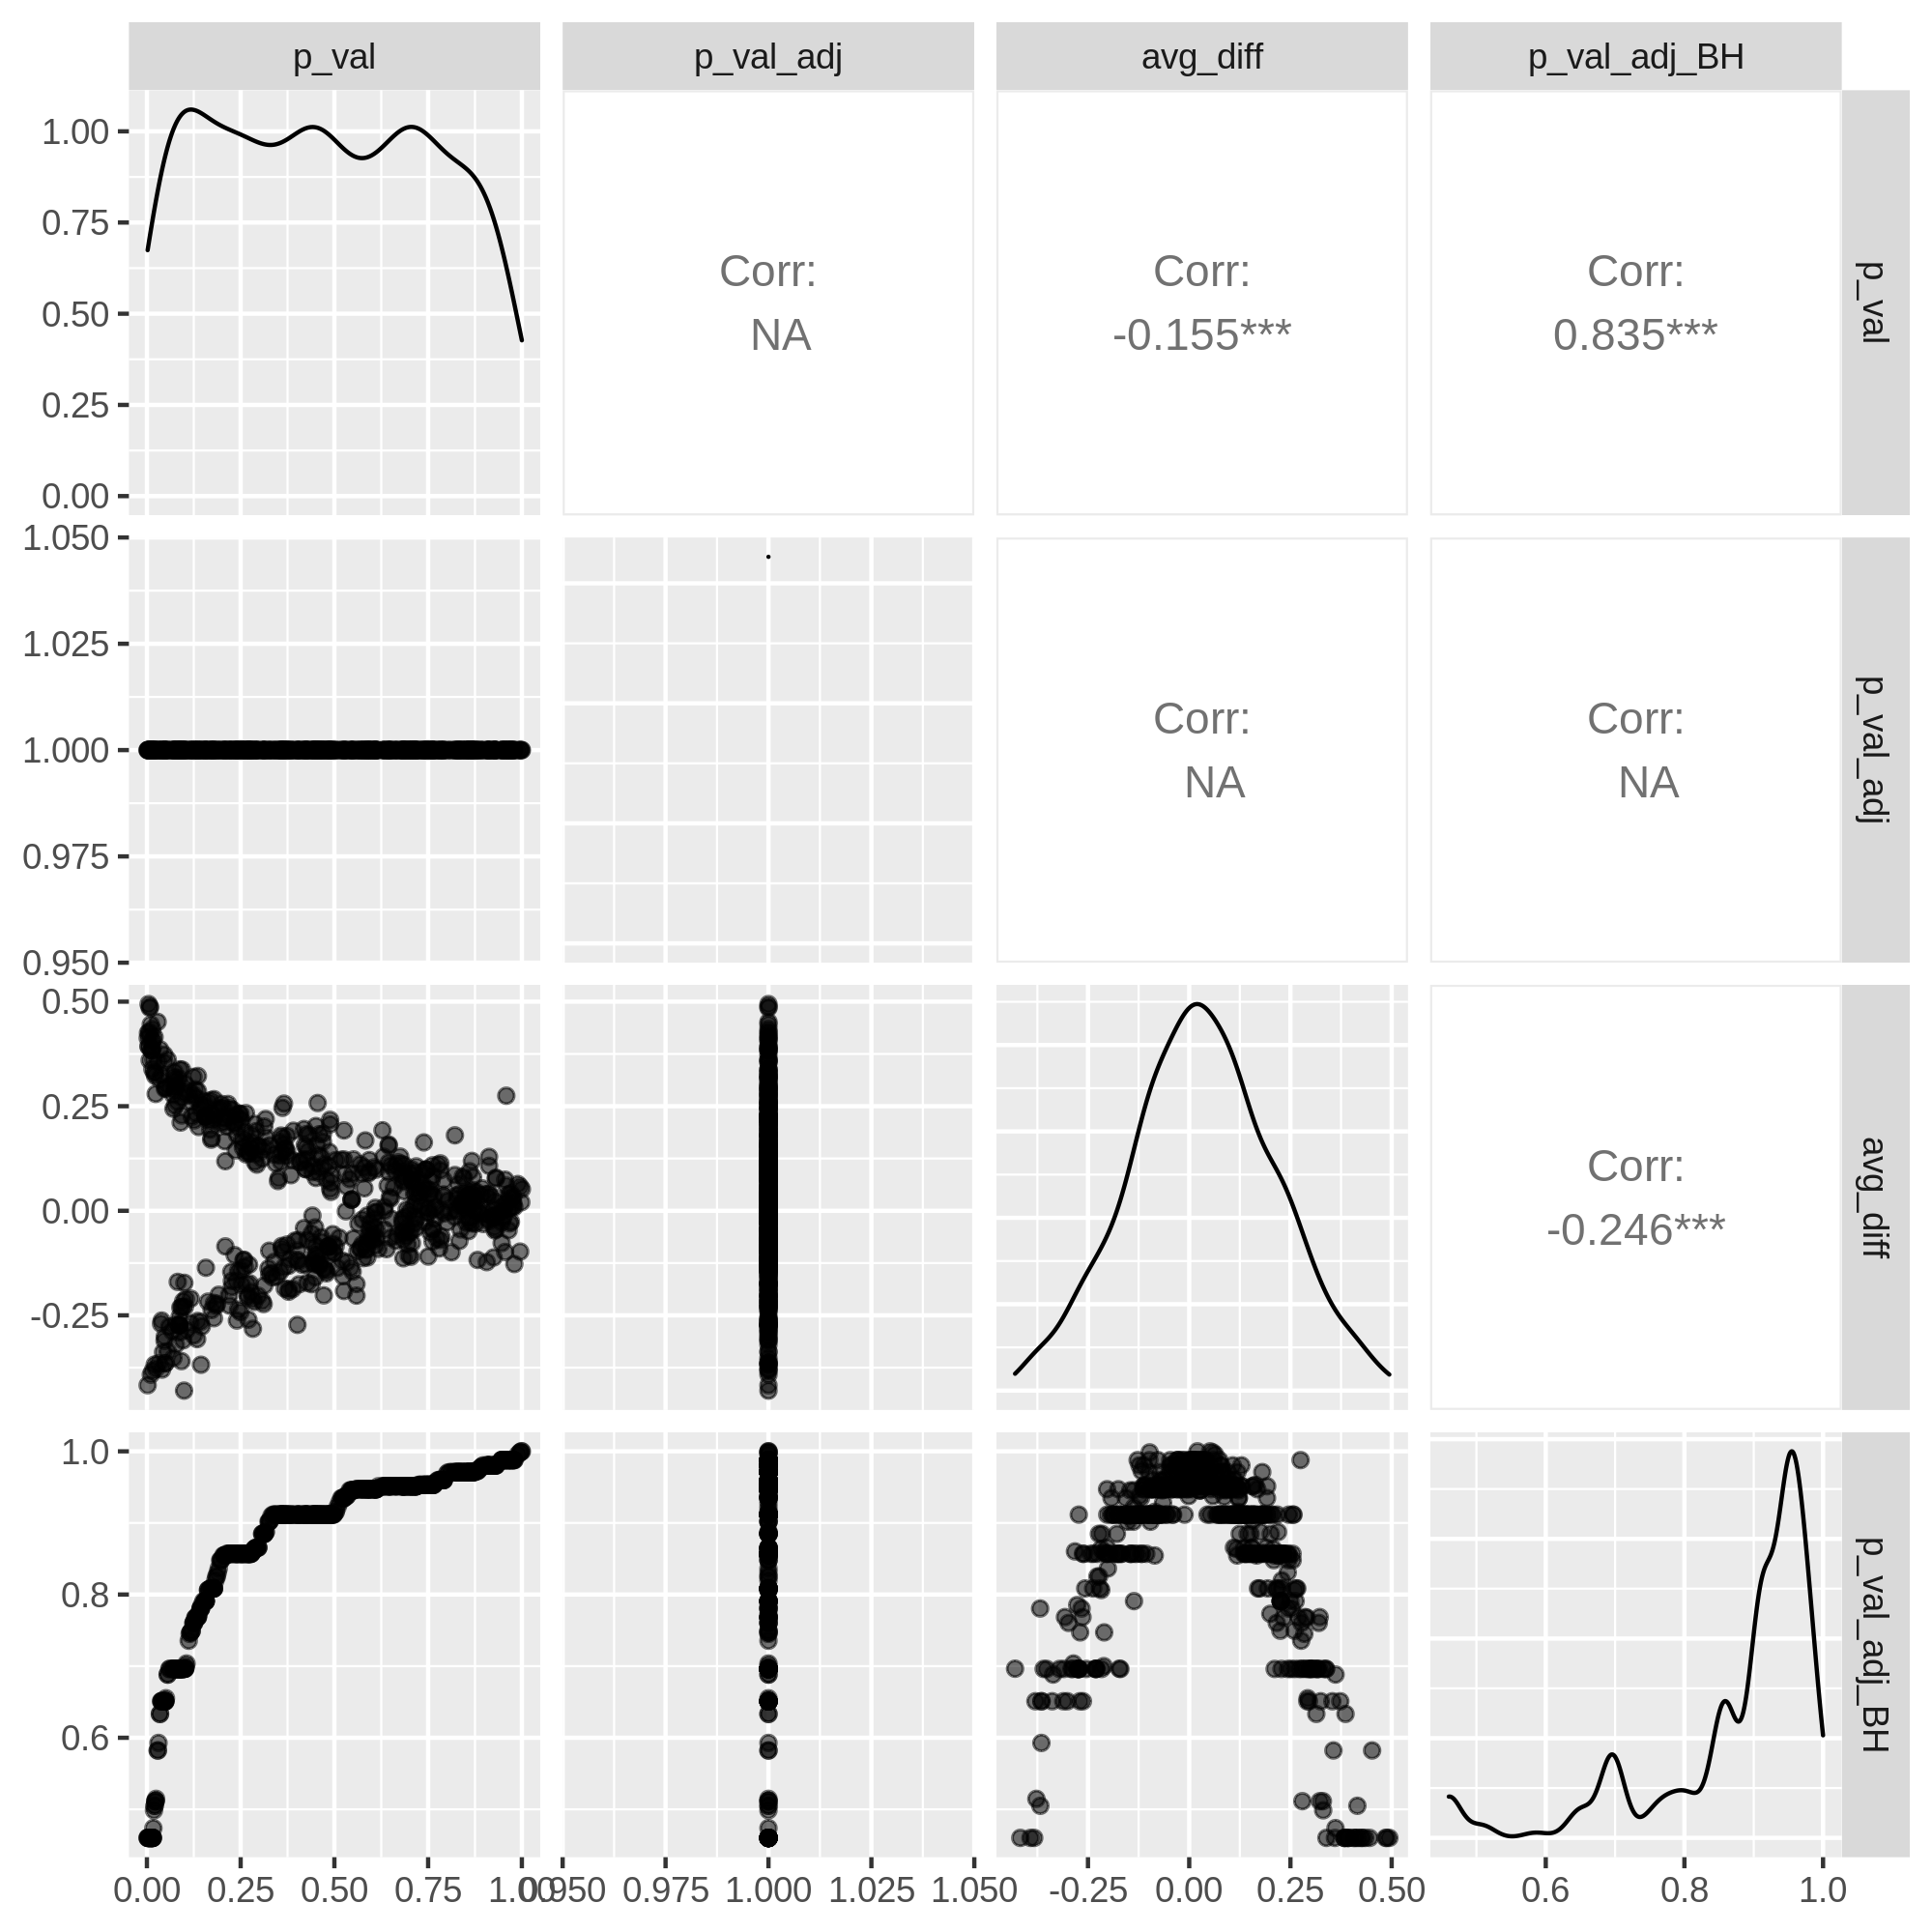 p_val p_val_adj avg_diff p_val_adj_BH
1.00
0.75
0.50
0.25
0.00
Corr:
NA
Corr:
-0.155***
Corr:
0.835***
p_val
1.050
1.025
1.000
0.975
0.950
Corr:
NA
Corr:
NA
p_val_adj
0.50
0.25
0.00
-0.25
Corr:
-0.246***
avg_diff
1.0
0.8
0.6
p_val_adj_BH
0.00 0.25 0.50 0.75 1.00 0.950 0.975 1.000 1.025 1.050 -0.25 0.00 0.25 0.50 0.6 0.8 1.0